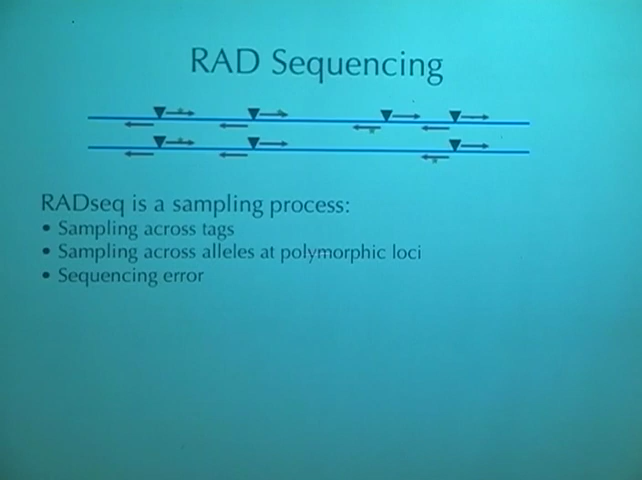 RAD Sequencing
RADseq is a sampling process:
• Sampling across tags
• Sampling across alleles at polymorphic loci
• Sequencing error